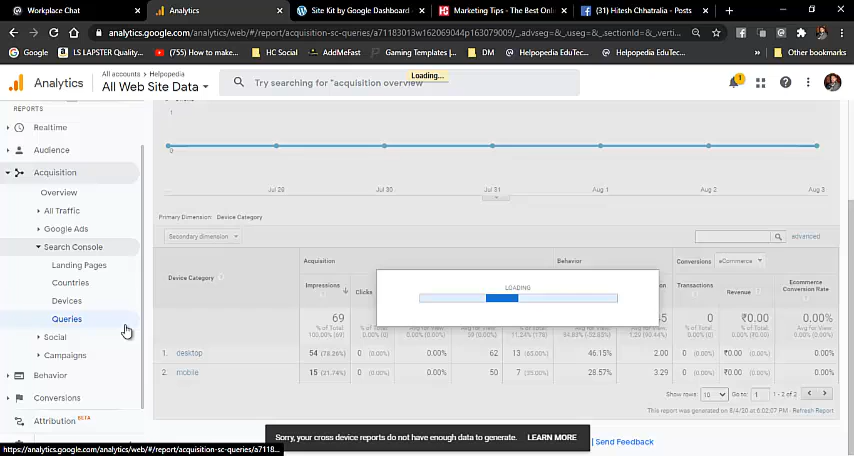 Workplace Chat
Analytics
Site Kit by Google Dashboard
Marketing Tips - The Best Onli
(31) Hitesh Chhatralia - Posts
analytics.google.com/analytics/web/#/report/acquisition-sc-queries/a71183013w162069044p163079009/_.advseg=&_.useg=&_.sectionId=&_.verti...
Google
LS LAPSTER Quality...
(755) How to make...
HC Social
AddMeFast
Gaming Templates |...
DM
Helpopedia EduTec...
Helpopedia EduTec...
Other bookmarks
Analytics
All accounts > Helpopedia
All Web Site Data
Try searching for "acquisition overview"
Loading...
1
REPORTS
Realtime
Audience
Acquisition
Overview
All Traffic
Google Ads
Search Console
Landing Pages
Countries
Devices
Queries
Social
Campaigns
Behavior
Conversions
Attribution BETA
1
0
...
Jul 29
Jul 30
Jul 31
Aug 1
Aug 2
Aug 3
Primary Dimension: Device Category
Secondary dimension
advanced
Device Category
Acquisition
Behavior
Conversions
eCommerce
Impressions
Clicks
Transactions
Revenue
Ecommerce Conversion Rate
LOADING
69
% of Total: 100.00% (69)
0
₹0.00
0.00%
1. desktop 54 (78.26%) 0 (0.00%) 0.00% 62 13 (65.00%) 46.15% 2.00 0 (0.00%) ₹0.00 (0.00%) 0.00%
2. mobile 15 (21.74%) 0 (0.00%) 0.00% 50 7 (35.00%) 28.57% 3.29 0 (0.00%) ₹0.00 (0.00%) 0.00%
Show rows: 10 Go to: 1 1 - 2 of 2
This report was generated on 8/4/20 at 6:02:07 PM - Refresh Report
Sorry, your cross device reports do not have enough data to generate. LEARN MORE
| Send Feedback
https://analytics.google.com/analytics/web/#/report/acquisition-sc-queries/a7118...